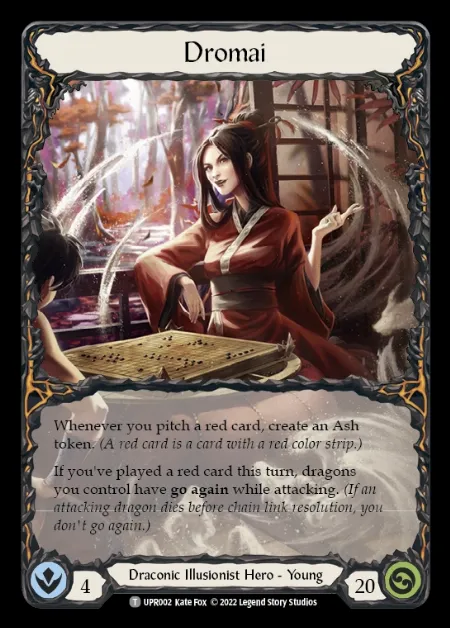 Dromai
Whenever you pitch a red card, create an Ash
token. (A red card is a card with a red color strip.)
If you've played a red card this turn, dragons
you control have go again while attacking. (If an
attacking dragon dies before chain link resolution, you
don't go again.)
Draconic Illusionist Hero - Young
4
20
T UPR002 Kate Fox © 2022 Legend Story Studios